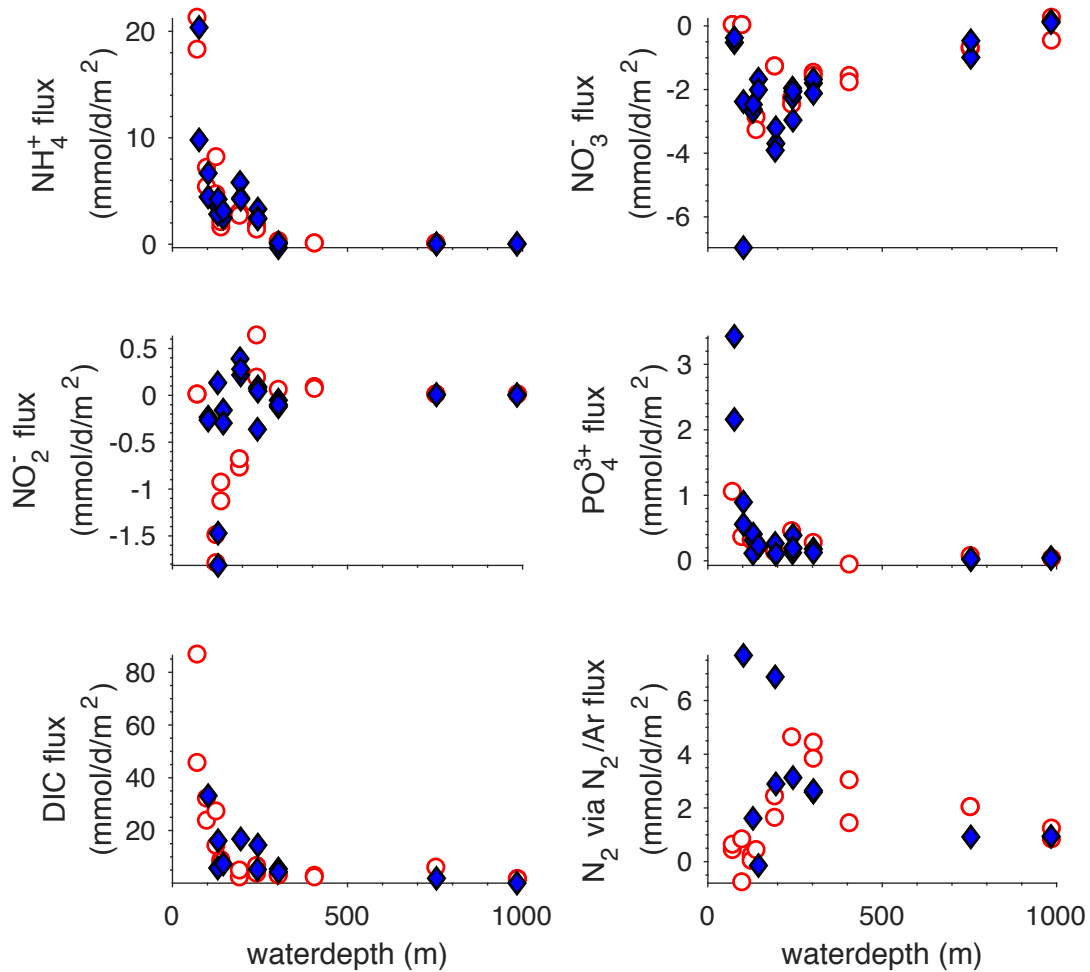 NH₄⁺ flux
(mmol/d/m²)
20
10
0
NO₃⁻ flux
(mmol/d/m²)
0
-2
-4
-6
NO₂⁻ flux
(mmol/d/m²)
0.5
0
-0.5
-1
-1.5
PO₄³⁺ flux
(mmol/d/m²)
3
2
1
0
DIC flux
(mmol/d/m²)
80
60
40
20
0 500 1000
waterdepth (m)
N₂ via N₂/Ar flux
(mmol/d/m²)
6
4
2
0
0 500 1000
waterdepth (m)